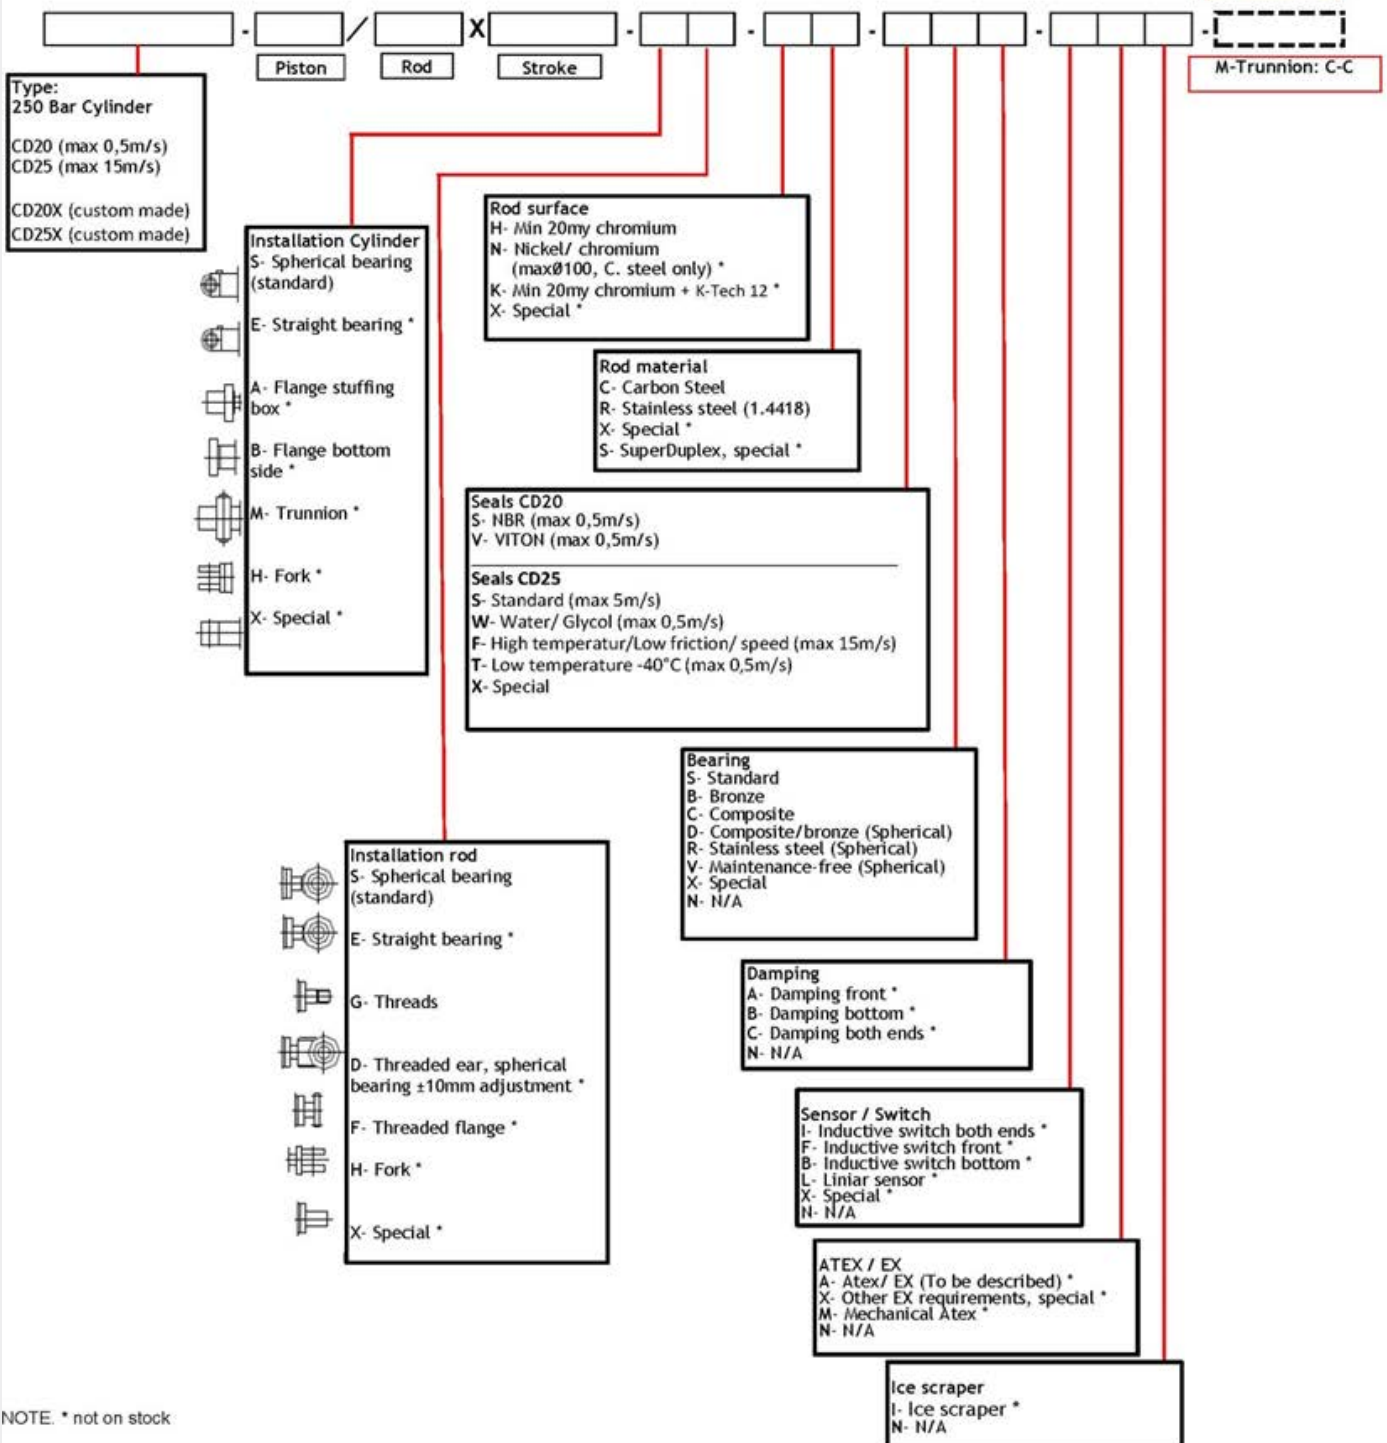 - / X - - - - -
Piston
Rod
Stroke
M-Trunnion: C-C
Type:
250 Bar Cylinder
CD20 (max 0,5m/s)
CD25 (max 15m/s)
CD20X (custom made)
CD25X (custom made)
Installation Cylinder
S- Spherical bearing
(standard)
E- Straight bearing *
A- Flange stuffing
box *
B- Flange bottom
side *
M- Trunnion *
H- Fork *
X- Special *
Rod surface
H- Min 20my chromium
N- Nickel/ chromium
(maxØ100, C. steel only) *
K- Min 20my chromium + K-Tech 12 *
X- Special *
Rod material
C- Carbon Steel
R- Stainless steel (1.4418)
X- Special *
S- SuperDuplex, special *
Seals CD20
S- NBR (max 0,5m/s)
V- VITON (max 0,5m/s)
Seals CD25
S- Standard (max 5m/s)
W- Water/ Glycol (max 0,5m/s)
F- High temperatur/Low friction/ speed (max 15m/s)
T- Low temperature -40°C (max 0,5m/s)
X- Special
Bearing
S- Standard
B- Bronze
C- Composite
D- Composite/bronze (Spherical)
R- Stainless steel (Spherical)
V- Maintenance-free (Spherical)
X- Special
N- N/A
Installation rod
S- Spherical bearing
(standard)
E- Straight bearing *
G- Threads
D- Threaded ear, spherical
bearing ±10mm adjustment *
F- Threaded flange *
H- Fork *
X- Special *
Damping
A- Damping front *
B- Damping bottom *
C- Damping both ends *
N- N/A
Sensor / Switch
I- Inductive switch both ends *
F- Inductive switch front *
B- Inductive switch bottom *
L- Liniar sensor *
X- Special *
N- N/A
ATEX / EX
A- Atex/ EX (To be described) *
X- Other EX requirements, special *
M- Mechanical Atex *
N- N/A
Ice scraper
I- Ice scraper *
N- N/A
NOTE. * not on stock